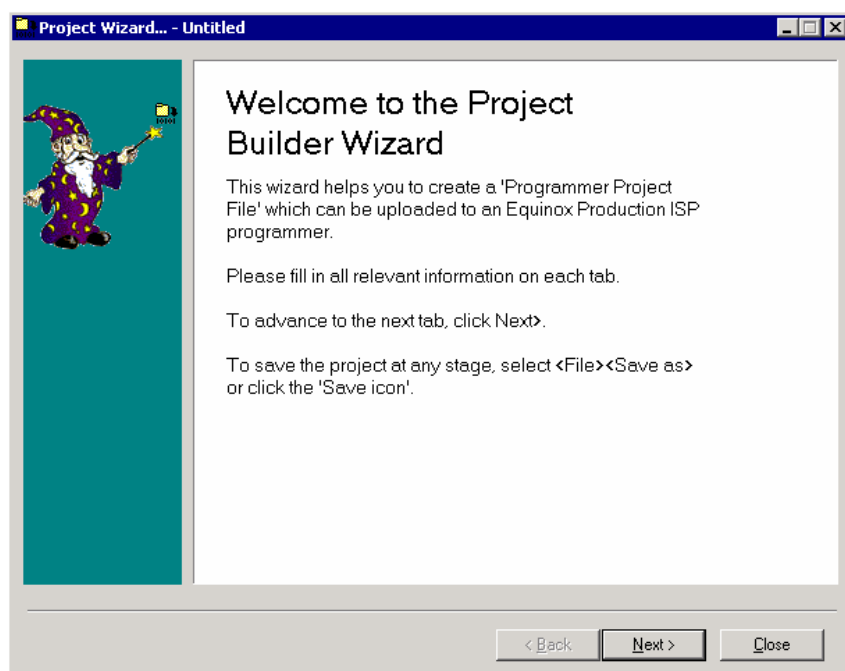 Project Wizard... - Untitled
Welcome to the Project
Builder Wizard
This wizard helps you to create a 'Programmer Project
File' which can be uploaded to an Equinox Production ISP
programmer.
Please fill in all relevant information on each tab.
To advance to the next tab, click Next>.
To save the project at any stage, select <File><Save as>
or click the 'Save icon'.
< Back Next > Close